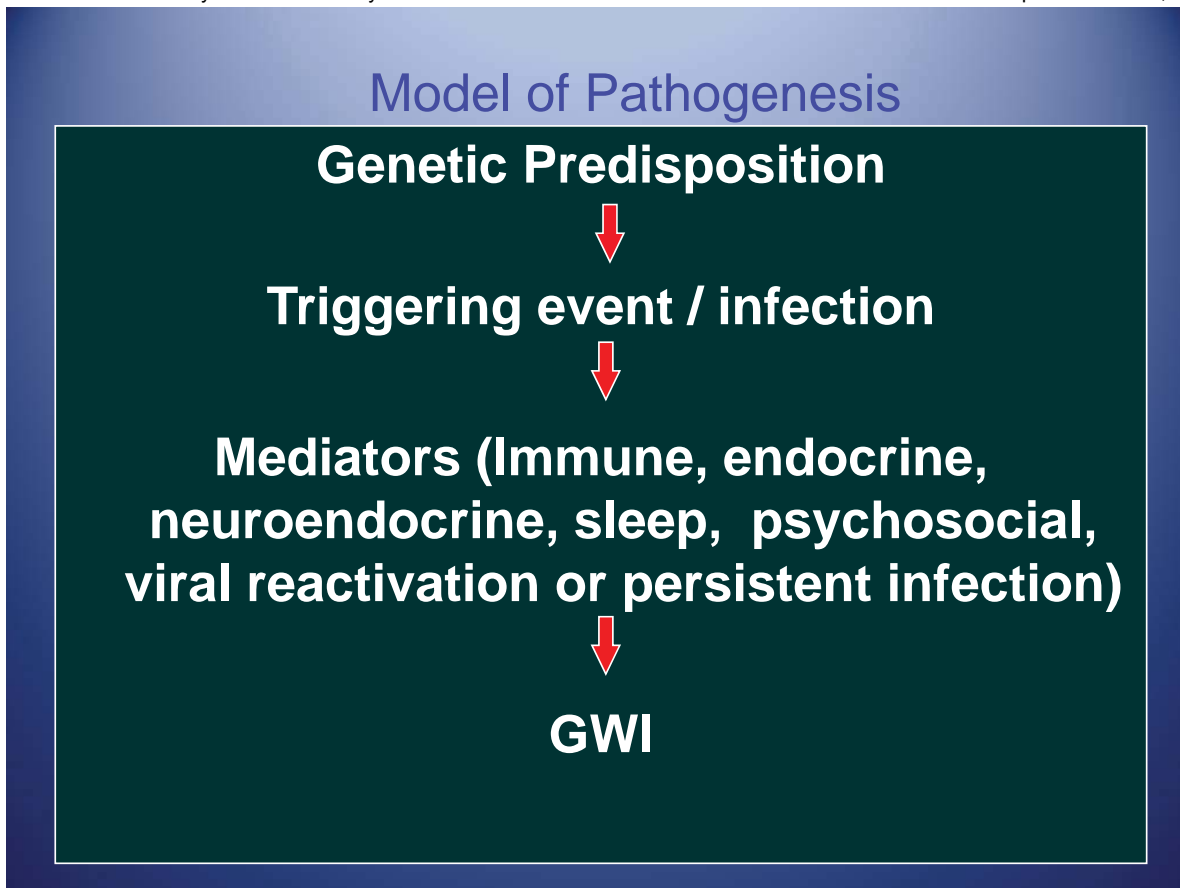 Model of Pathogenesis
Genetic Predisposition
Triggering event / infection
Mediators (Immune, endocrine,
neuroendocrine, sleep, psychosocial,
viral reactivation or persistent infection)
GWI